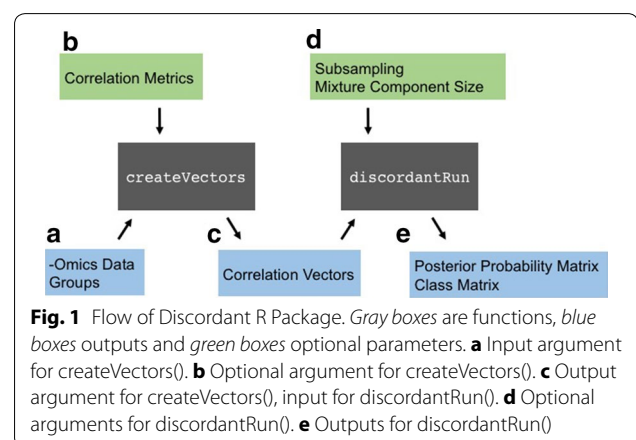 b
d
Correlation Metrics
Subsampling
Mixture Component Size
createVectors
discordantRun
a
c
e
-Omics Data
Groups
Correlation Vectors
Posterior Probability Matrix
Class Matrix
Fig. 1 Flow of Discordant R Package. Gray boxes are functions, blue
boxes outputs and green boxes optional parameters. a Input argument
for createVectors(). b Optional argument for createVectors(). c Output
argument for createVectors(), input for discordantRun(). d Optional
arguments for discordantRun(). e Outputs for discordantRun()